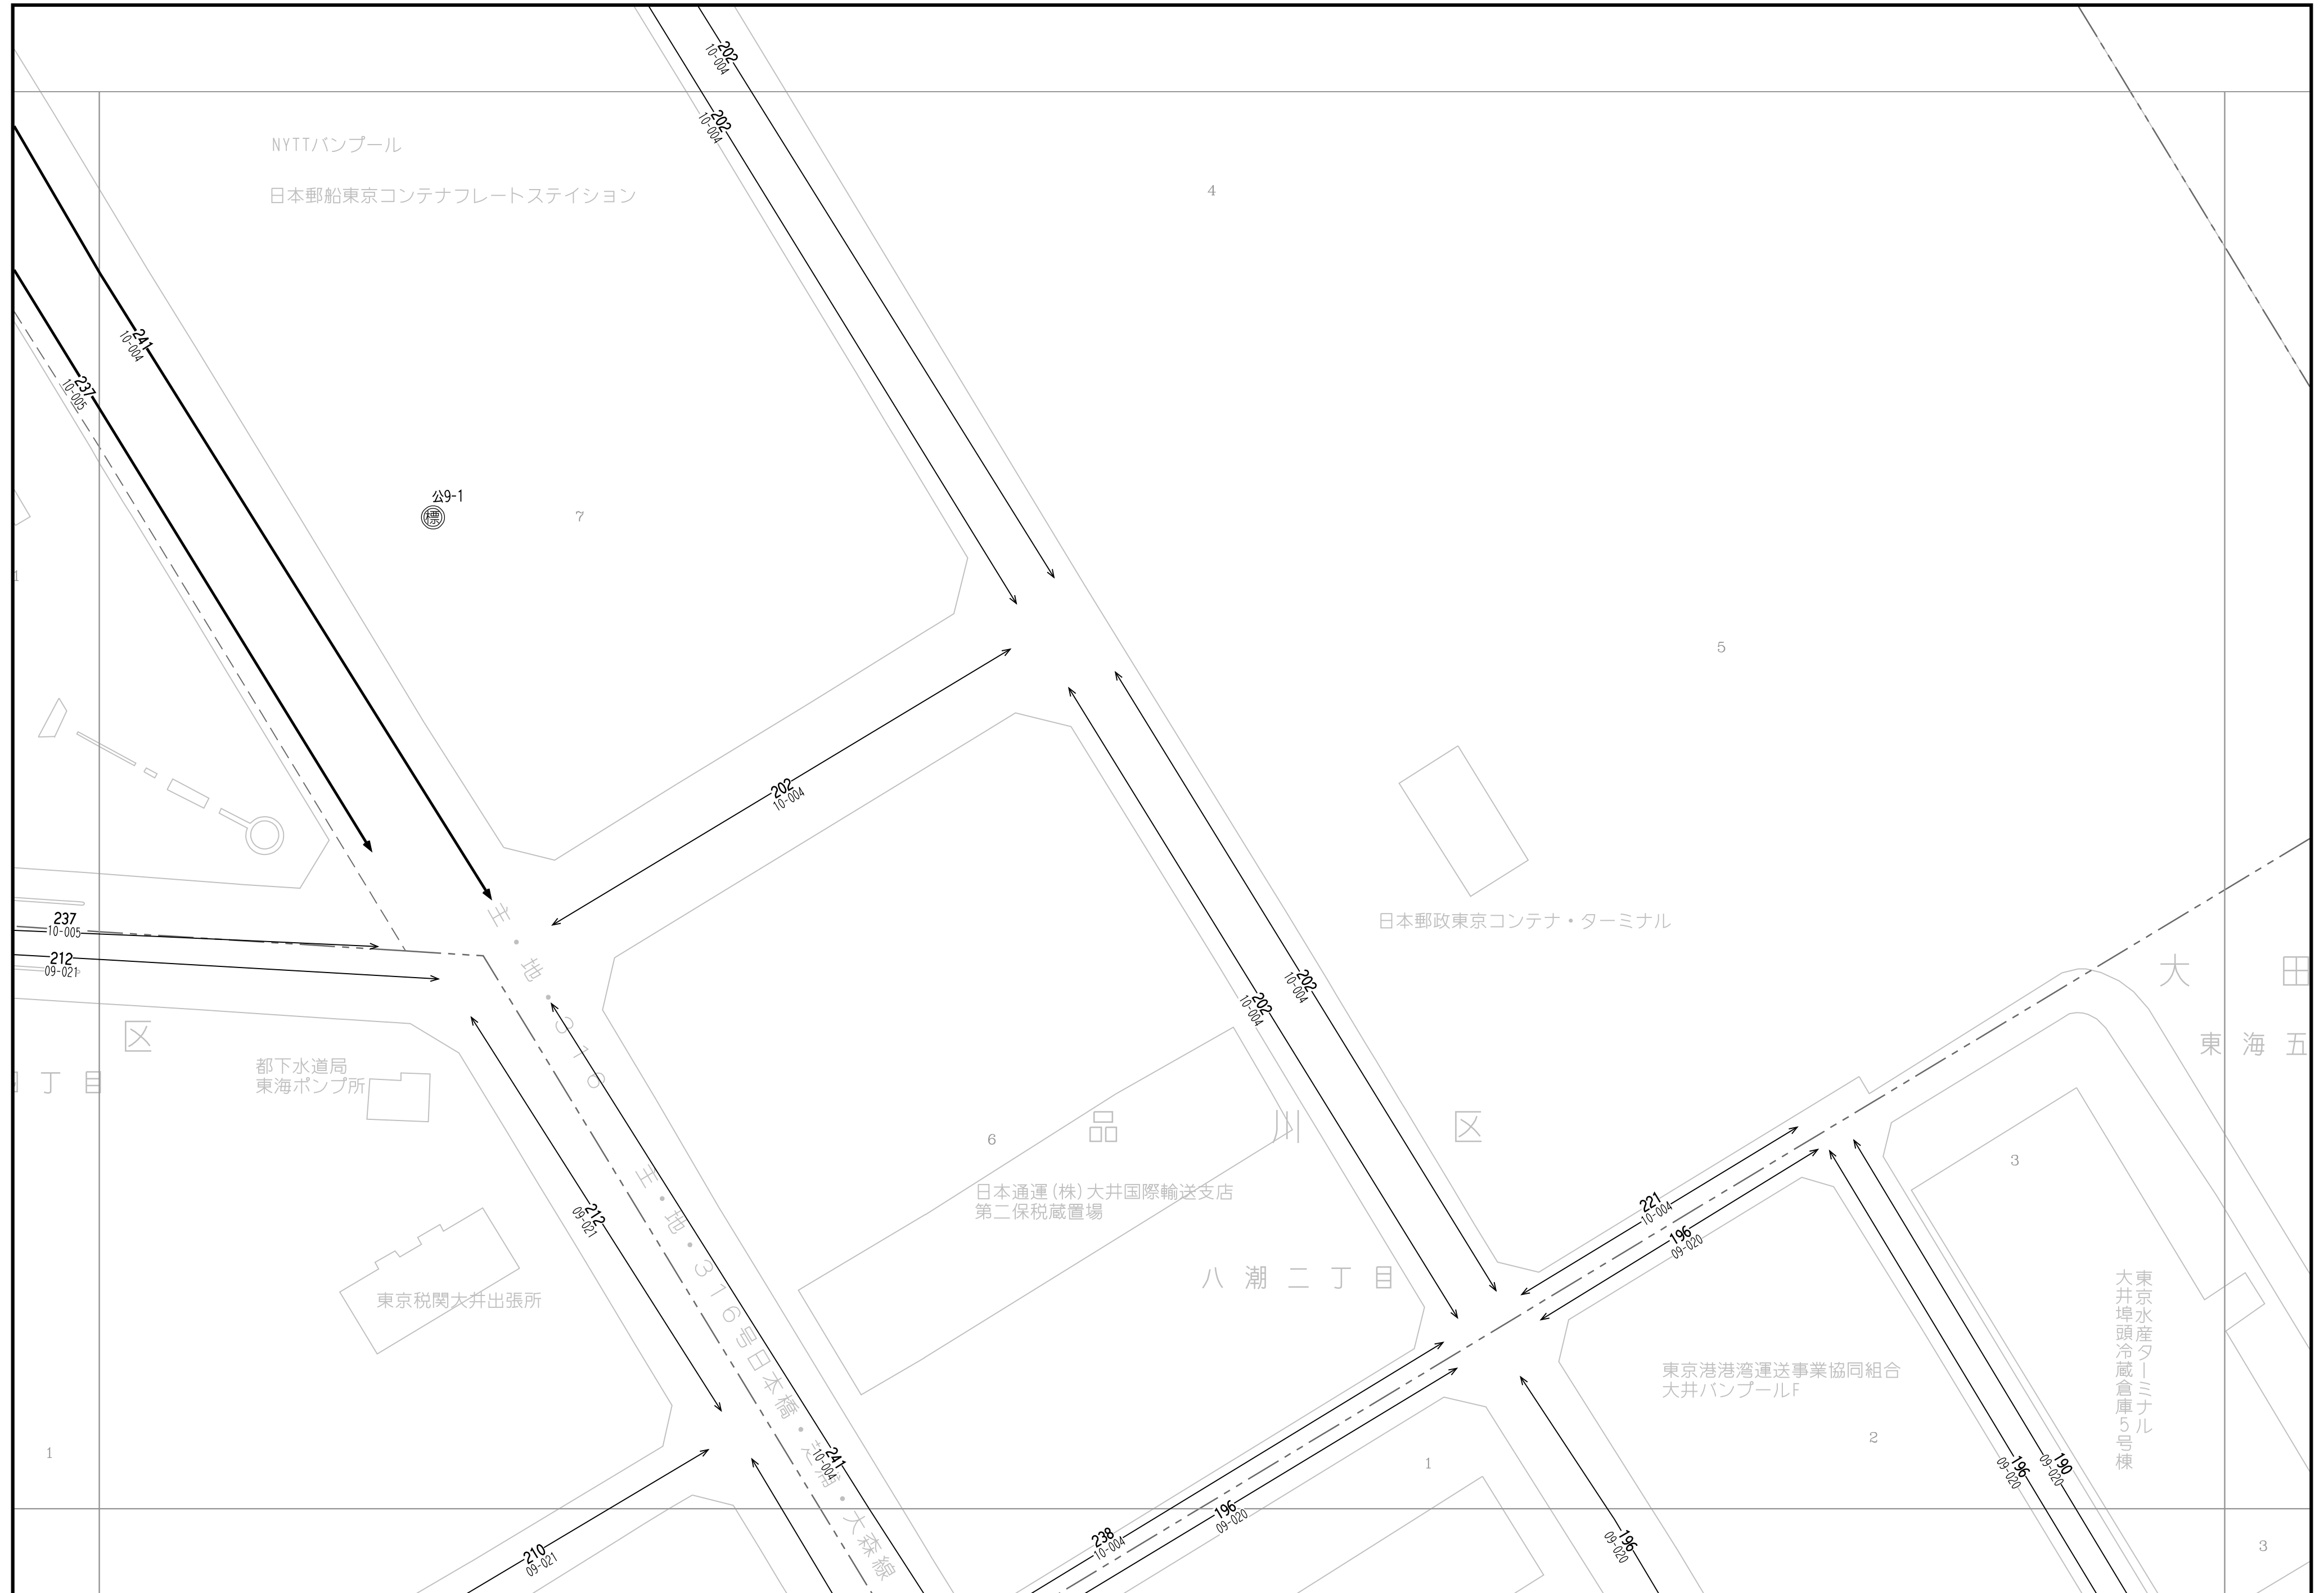 202
10-004
202
10-004
NYTTバンプール
日本郵船東京コンテナフレートステイション
4
241
10-004
237
10-005
公9-1
標
7
1
5
202
10-004
237
10-005
212
09-021
主・地・316
日本郵政東京コンテナ・ターミナル
大田
東海五
202
10-004
202
10-004
区
丁目
都下水道局
東海ポンプ所
6
品川区
3
日本通運(株)大井国際輸送支店
第二保税蔵置場
221
10-004
196
09-020
212
09-021
八潮二丁目
東京税関大井出張所
主・地・316号日本橋・芝浦・大森線
東京水産ターミナル
大井埠頭冷蔵倉庫5号棟
東京港港湾運送事業協同組合
大井バンプールF
2
1
1
241
10-004
196
09-020
190
09-020
238
10-004
196
09-020
196
09-020
210
09-021
3